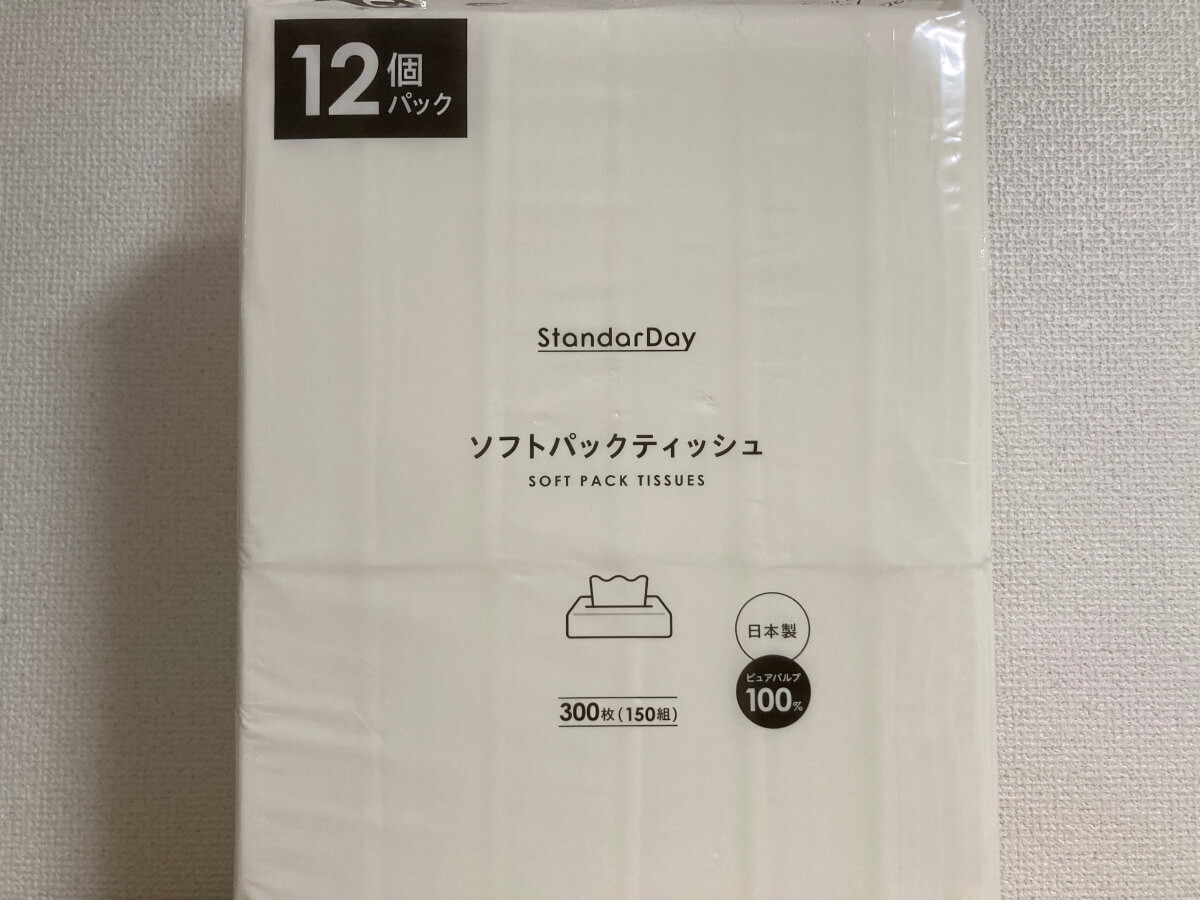 12個
パック
StandarDay
ソフトパックティッシュ
SOFT PACK TISSUES
300枚(150組)
日本製
ピュアパルプ
100%